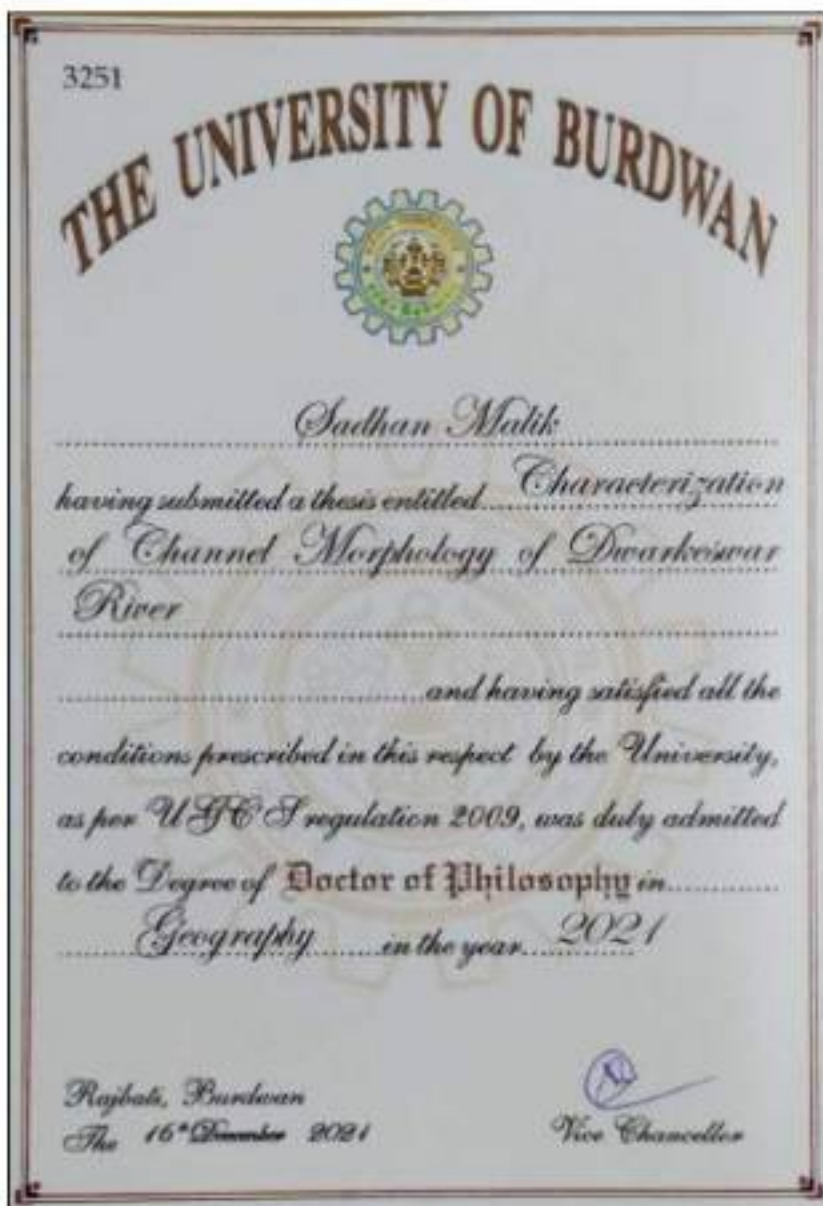 3251
THE UNIVERSITY OF BURDWAN
Sadhan Malik
having submitted a thesis entitled Characterization
of Channel Morphology of Dwarkeswar
River
and having satisfied all the
conditions prescribed in this respect by the University,
as per UGC'S regulation 2009, was duly admitted
to the Degree of Doctor of Philosophy in
Geography in the year 2021
Rajbati, Burdwan
The 16th December 2021
Vice Chancellor